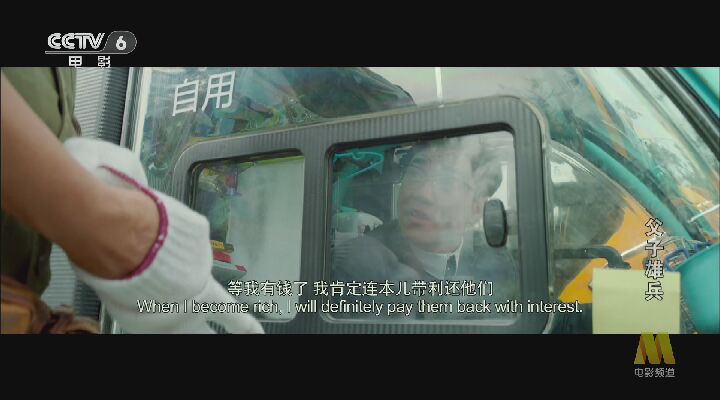 CCTV 6
电影
自用
父子雄兵
等我有钱了 我肯定连本儿带利还他们
When I become rich, I will definitely pay them back with interest.
电影频道